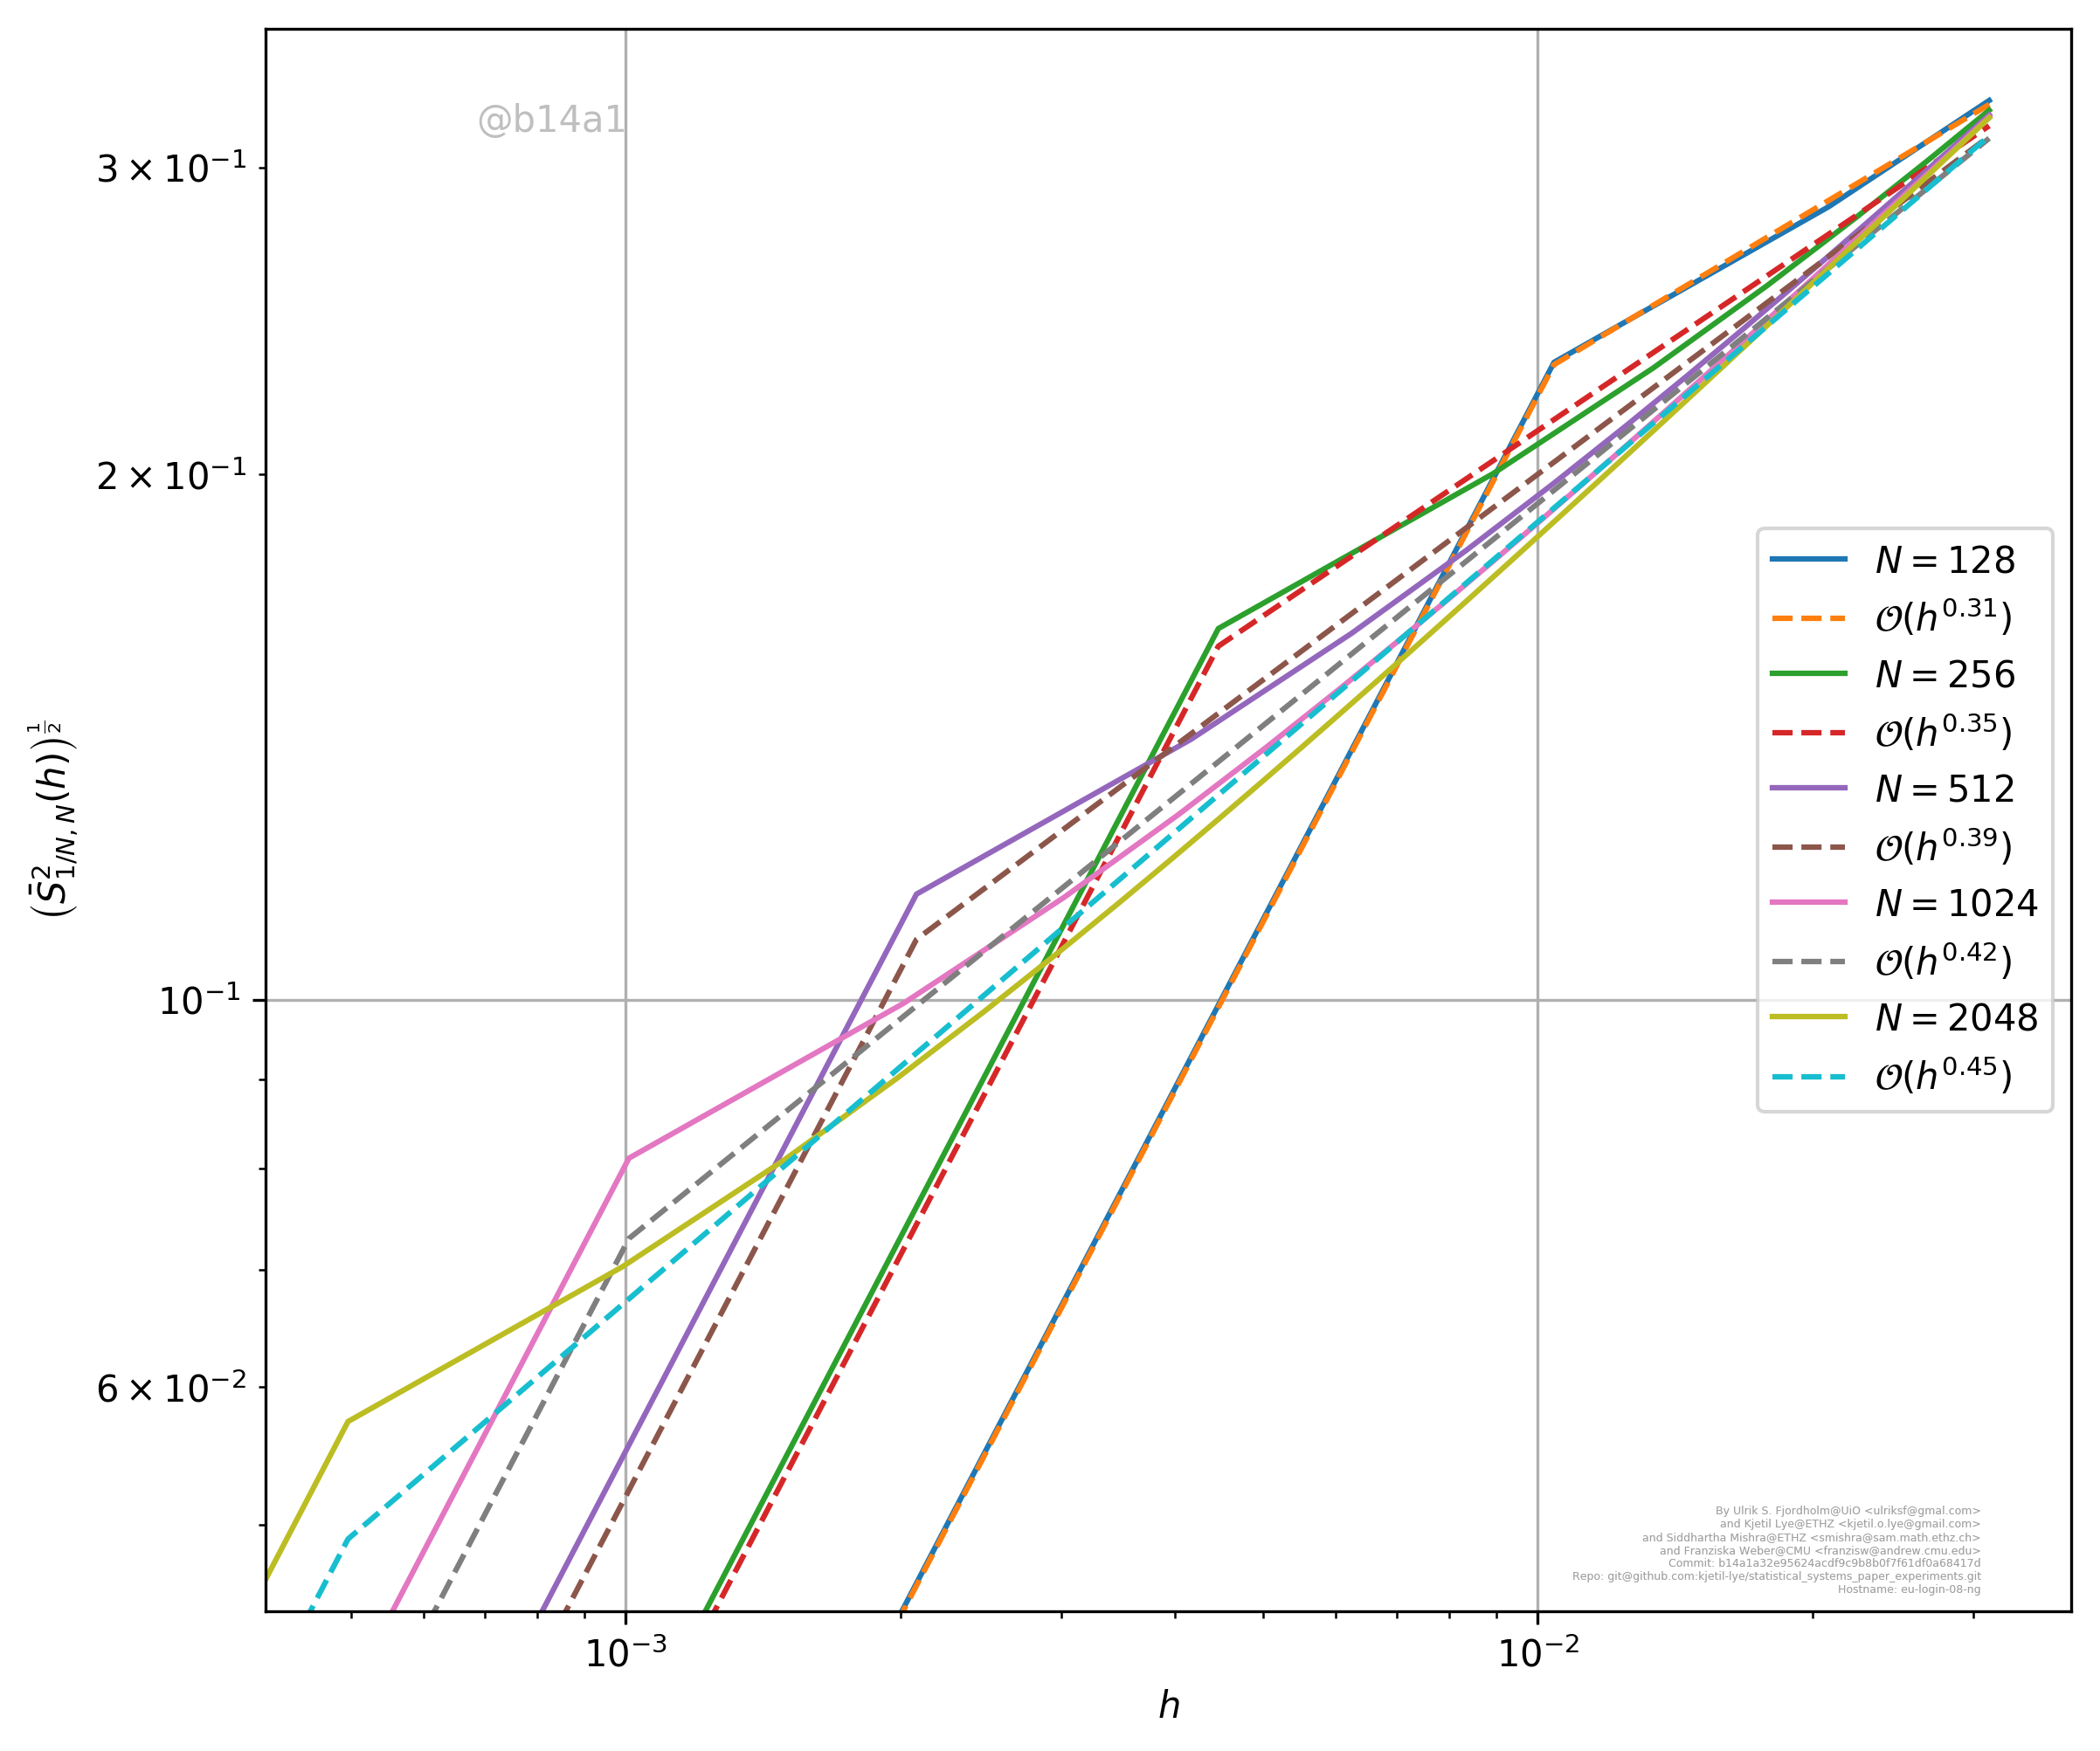 @b14a1
3 × 10⁻¹
2 × 10⁻¹
10⁻¹
6 × 10⁻²
(S̄²_{1/N, N}(h))^{1/2}
N = 128
𝒪(h^{0.31})
N = 256
𝒪(h^{0.35})
N = 512
𝒪(h^{0.39})
N = 1024
𝒪(h^{0.42})
N = 2048
𝒪(h^{0.45})
By Ulrik S. Fjordholm@UiO <ulriksf@gmal.com>
and Kjetil Lye@ETHZ <kjetil.o.lye@gmail.com>
and Siddhartha Mishra@ETHZ <smishra@sam.math.ethz.ch>
and Franziska Weber@CMU <franzisw@andrew.cmu.edu>
Commit: b14a1a32e95624acdf9c9b8b0f7f61df0a68417d
Repo: git@github.com:kjetil-lye/statistical_systems_paper_experiments.git
Hostname: eu-login-08-ng
10⁻³
10⁻²
h